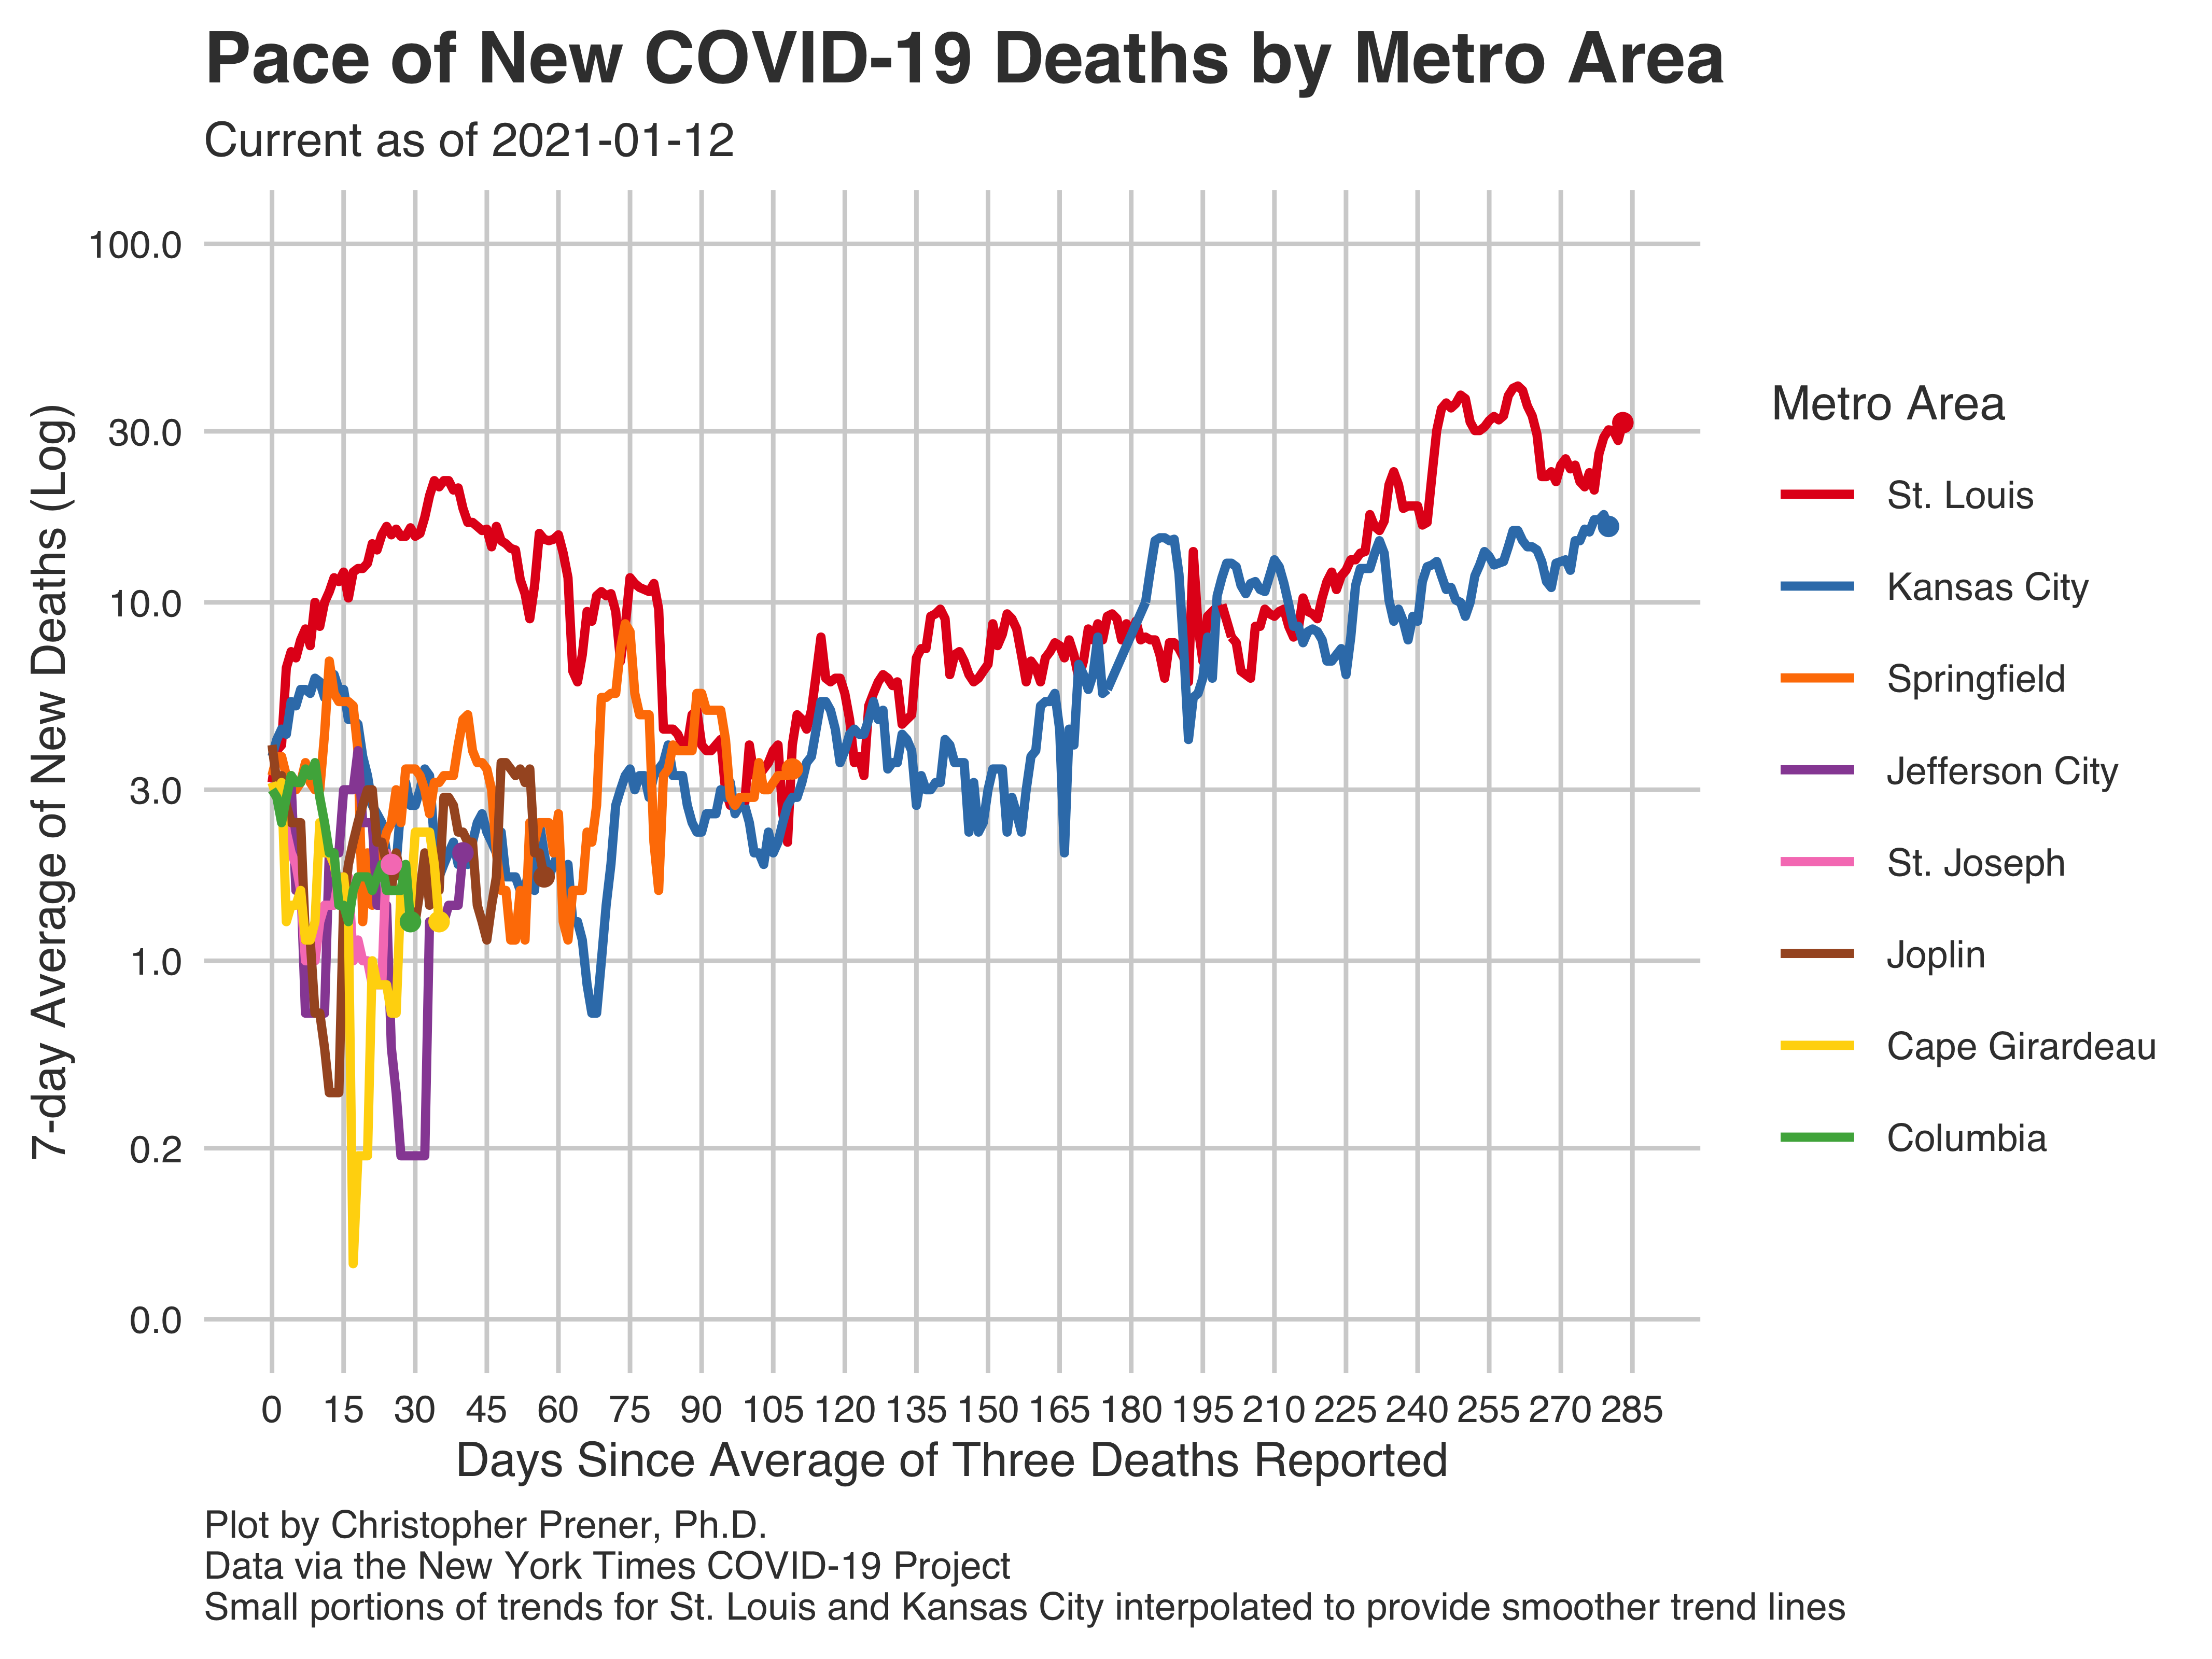 Pace of New COVID-19 Deaths by Metro Area
Current as of 2021-01-12
7-day Average of New Deaths (Log)
100.0
30.0
10.0
3.0
1.0
0.2
0.0
0 15 30 45 60 75 90 105 120 135 150 165 180 195 210 225 240 255 270 285
Days Since Average of Three Deaths Reported
Metro Area
St. Louis
Kansas City
Springfield
Jefferson City
St. Joseph
Joplin
Cape Girardeau
Columbia
Plot by Christopher Prener, Ph.D.
Data via the New York Times COVID-19 Project
Small portions of trends for St. Louis and Kansas City interpolated to provide smoother trend lines